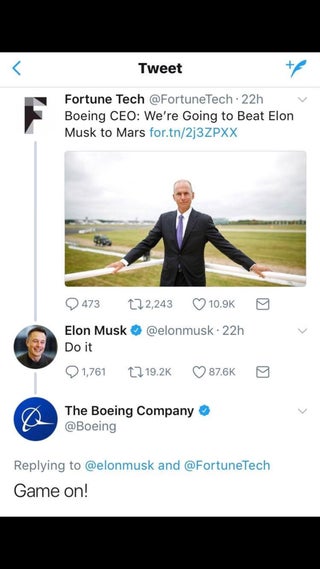 Tweet
Fortune Tech @FortuneTech · 22h
Boeing CEO: We're Going to Beat Elon
Musk to Mars for.tn/2j3ZPXX
473 2,243 10.9K
Elon Musk @elonmusk · 22h
Do it
1,761 19.2K 87.6K
The Boeing Company
@Boeing
Replying to @elonmusk and @FortuneTech
Game on!